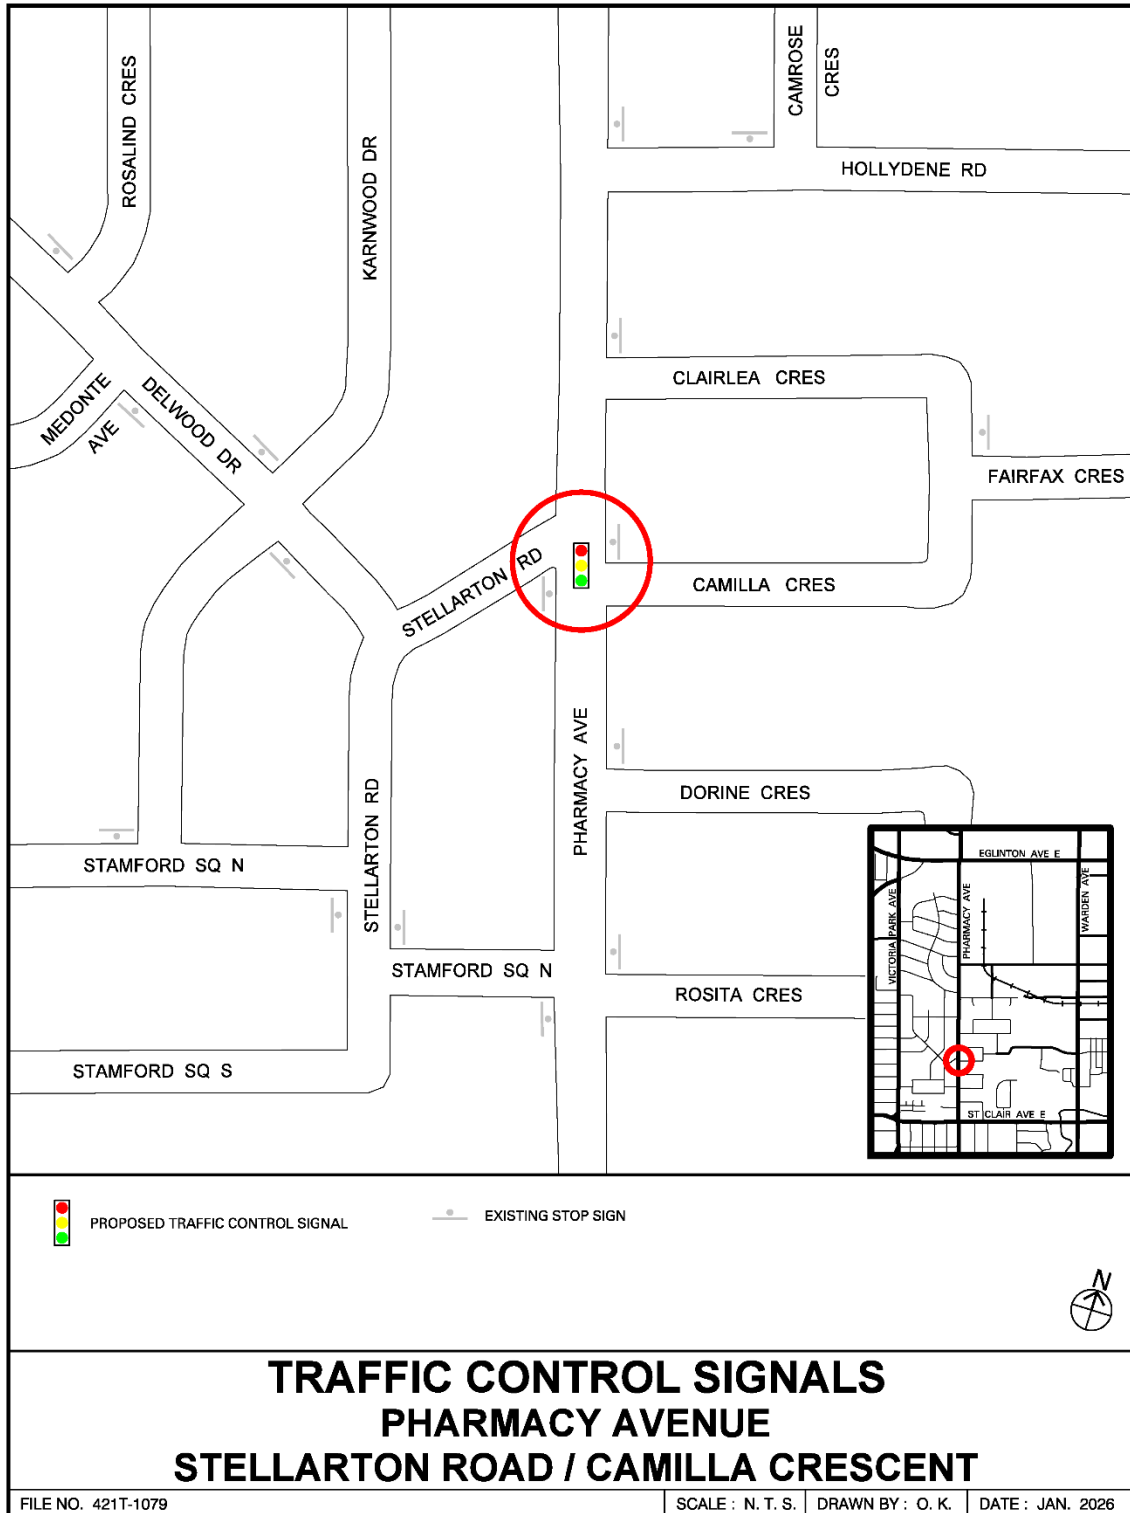 ROSALIND CRES
KARNWOOD DR
CAMROSE
CRES
HOLLYDENE RD
CLAIRLEA CRES
MEDONTE
AVE
DELWOOD DR
FAIRFAX CRES
STELLARTON RD
CAMILLA CRES
PHARMACY AVE
STELLARTON RD
DORINE CRES
STAMFORD SQ N
STAMFORD SQ N
ROSITA CRES
STAMFORD SQ S
EGLINTON AVE E
VICTORIA PARK AVE
PHARMACY AVE
WARDEN AVE
ST CLAIR AVE E
PROPOSED TRAFFIC CONTROL SIGNAL
EXISTING STOP SIGN
N
TRAFFIC CONTROL SIGNALS
PHARMACY AVENUE
STELLARTON ROAD / CAMILLA CRESCENT
FILE NO. 421T-1079
SCALE : N. T. S.
DRAWN BY : O. K.
DATE : JAN. 2026